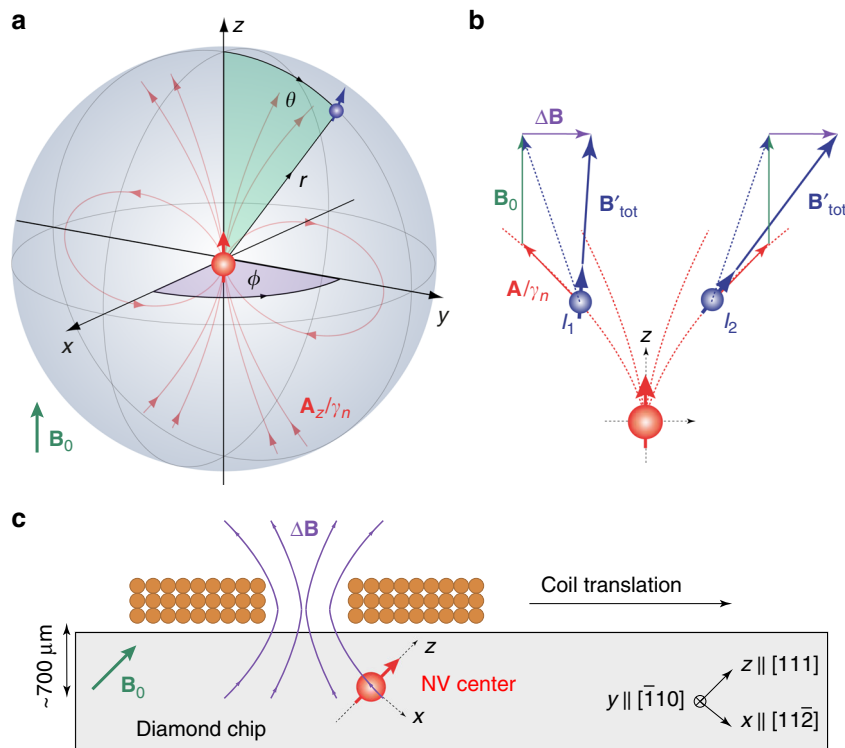 a
z
θ
r
ϕ
y
x
A_z/γ_n
B_0
b
ΔB
B_0
B′_tot
B′_tot
A/γ_n
I_1
I_2
z
c
ΔB
Coil translation
~700 μm
B_0
z
NV center
x
Diamond chip
y || [1̅10]
z || [111]
x || [112̅]